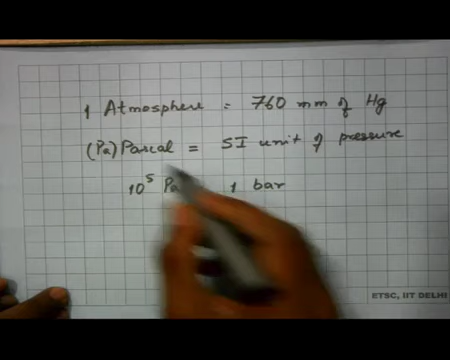 1 Atmosphere = 760 mm of Hg
(Pa) Pascal = SI unit of pressure
10⁵ Pa 1 bar
ETSC, IIT DELHI